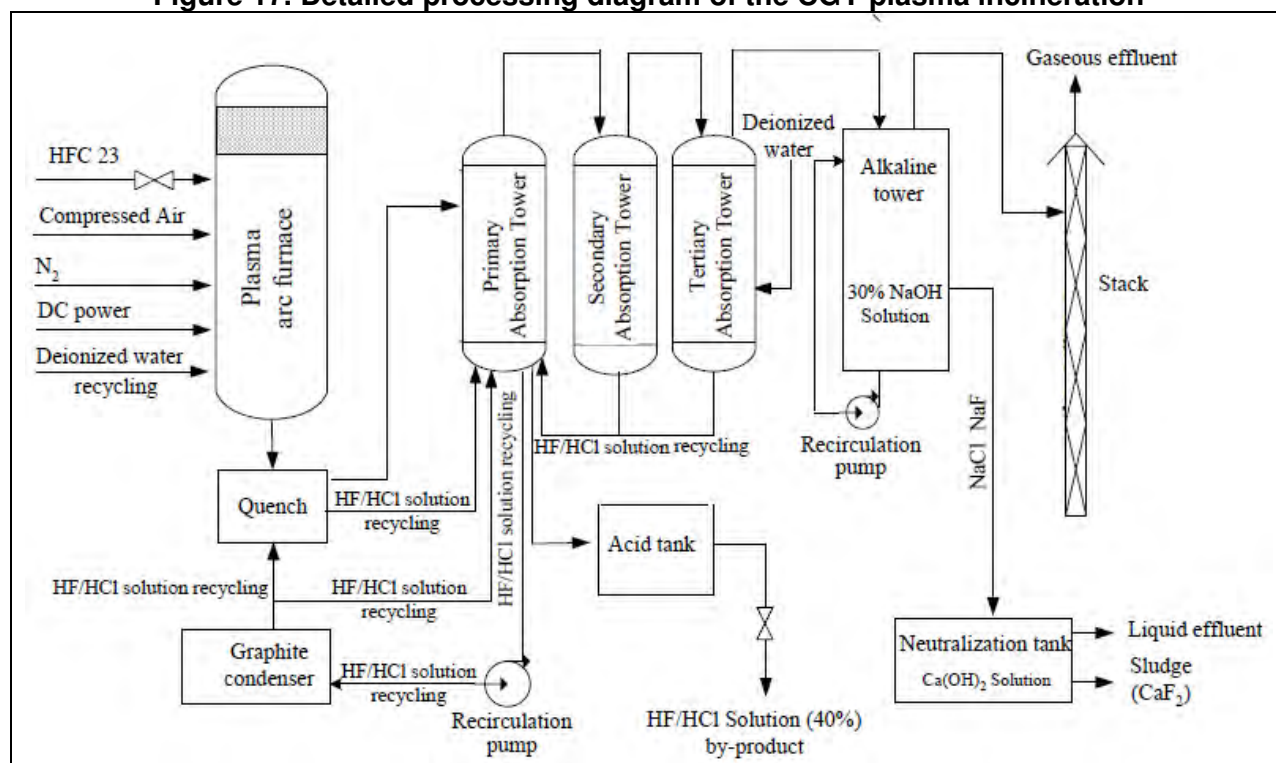 Figure 17: Detailed processing diagram of the CGT plasma incineration
HFC 23
Compressed Air
N₂
DC power
Deionized water
recycling
Plasma
arc furnace
Quench
HF/HCl solution
recycling
HF/HCl solution recycling
HF/HCl solution
recycling
Graphite
condenser
HF/HCl solution
recycling
Recirculation
pump
HF/HCl solution recycling
Primary
Absorption Tower
Secondary
Absorption Tower
Tertiary
Absorption Tower
HF/HCl solution recycling
Deionized
water
Acid tank
HF/HCl Solution (40%)
by-product
Alkaline
tower
30% NaOH
Solution
Recirculation
pump
NaCl NaF
Gaseous effluent
Stack
Neutralization tank
Ca(OH)₂ Solution
Liquid effluent
Sludge
(CaF₂)